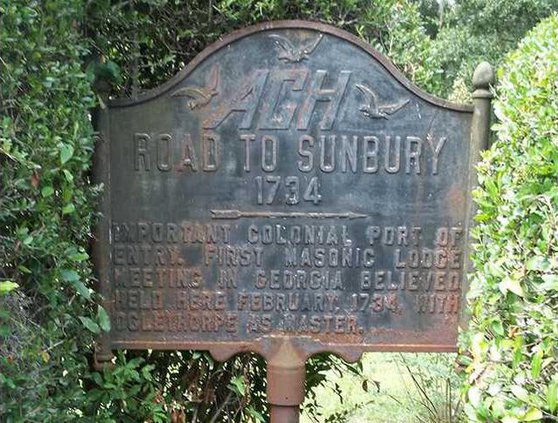 AGH
ROAD TO SUNBURY
1734
IMPORTANT COLONIAL PORT OF
ENTRY. FIRST MASONIC LODGE
MEETING IN GEORGIA BELIEVED
HELD HERE FEBRUARY, 1734, WITH
OGLETHORPE AS MASTER.